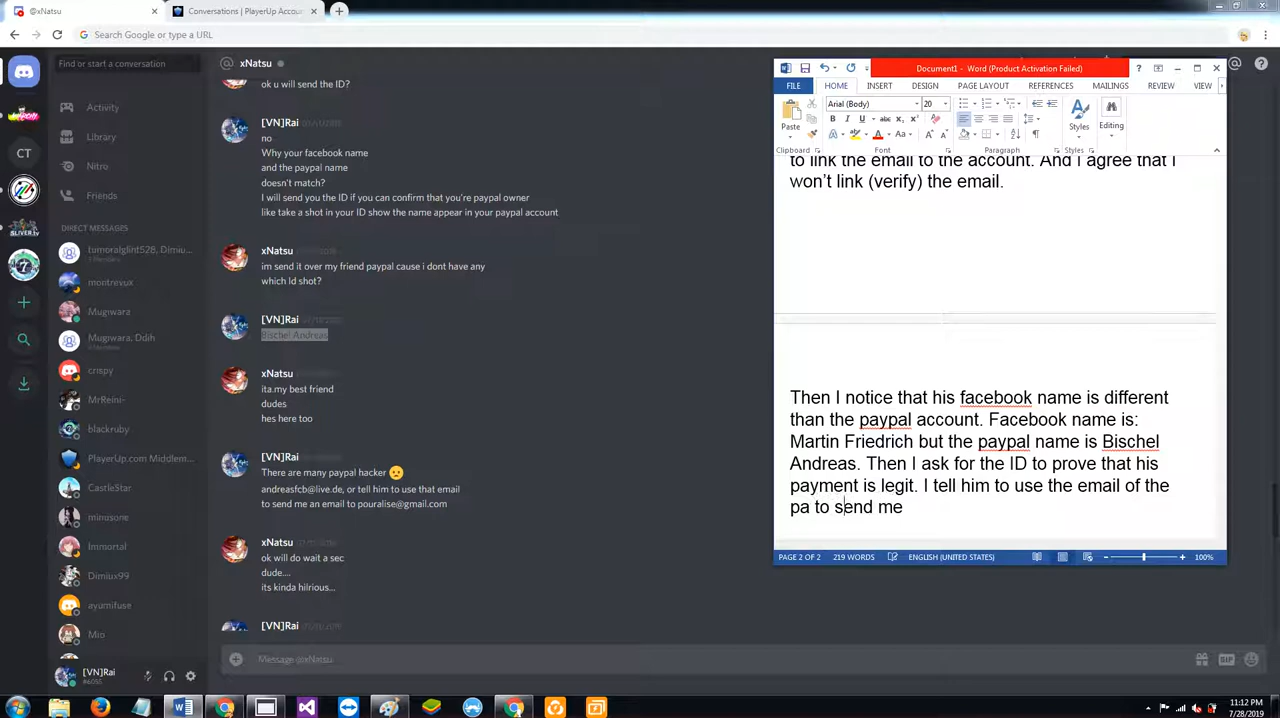 @xNatsu
Conversations | PlayerUp Accou
Search Google or type a URL
Find or start a conversation
Activity
Library
Nitro
Friends
DIRECT MESSAGES
tumoralglint528, Dimiu...
montrevux
Mugiwara
Mugiwara, Ddih
crispy
MrReini-
blackruby
PlayerUp.com Middlem...
CastleStar
minusone
Immortal
Dimiux99
ayumifuse
Mio
[VN]Rai
#6055
@ xNatsu
ok u will send the ID?
[VN]Rai
no
Why your facebook name
and the paypal name
doesn't match?
I will send you the ID if you can confirm that you're paypal owner
like take a shot in your ID show the name appear in your paypal account
xNatsu
im send it over my friend paypal cause i dont have any
which Id shot?
[VN]Rai
Bischel Andreas
xNatsu
ita.my best friend
dudes
hes here too
[VN]Rai
There are many paypal hacker
andreasfcb@live.de, or tell him to use that email
to send me an email to pouralise@gmail.com
xNatsu
ok will do wait a sec
dude....
its kinda hilrious...
[VN]Rai
Message @xNatsu
GIF
Document1 - Word (Product Activation Failed)
FILE HOME INSERT DESIGN PAGE LAYOUT REFERENCES MAILINGS REVIEW VIEW
Arial (Body) 20
Paste
Styles
Editing
Clipboard Font Paragraph Styles
to link the email to the account. And I agree that I
won't link (verify) the email.
Then I notice that his facebook name is different
than the paypal account. Facebook name is:
Martin Friedrich but the paypal name is Bischel
Andreas. Then I ask for the ID to prove that his
payment is legit. I tell him to use the email of the
pa to send me
PAGE 2 OF 2 219 WORDS ENGLISH (UNITED STATES) 100%
11:12 PM
7/28/2019